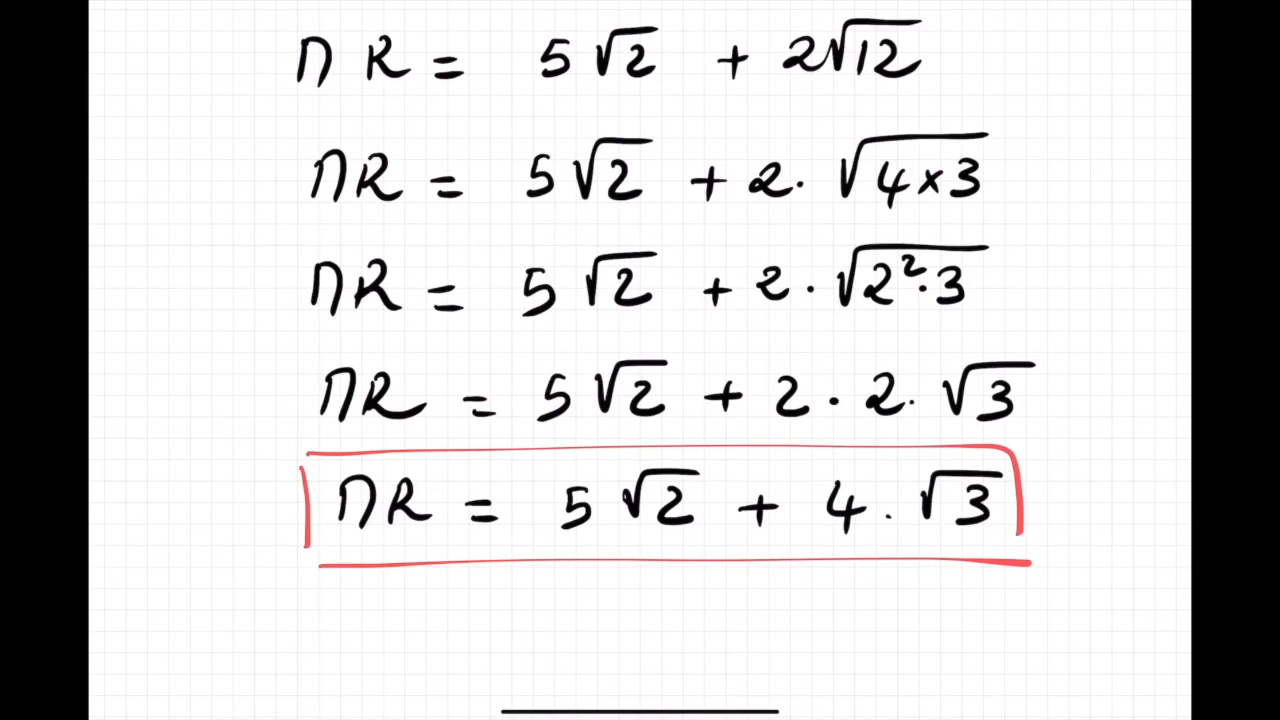 ΠR = 5√2 + 2√12
ΠR = 5√2 + 2·√4×3
ΠR = 5√2 + 2·√2²·3
ΠR = 5√2 + 2·2·√3
ΠR = 5√2 + 4.√3